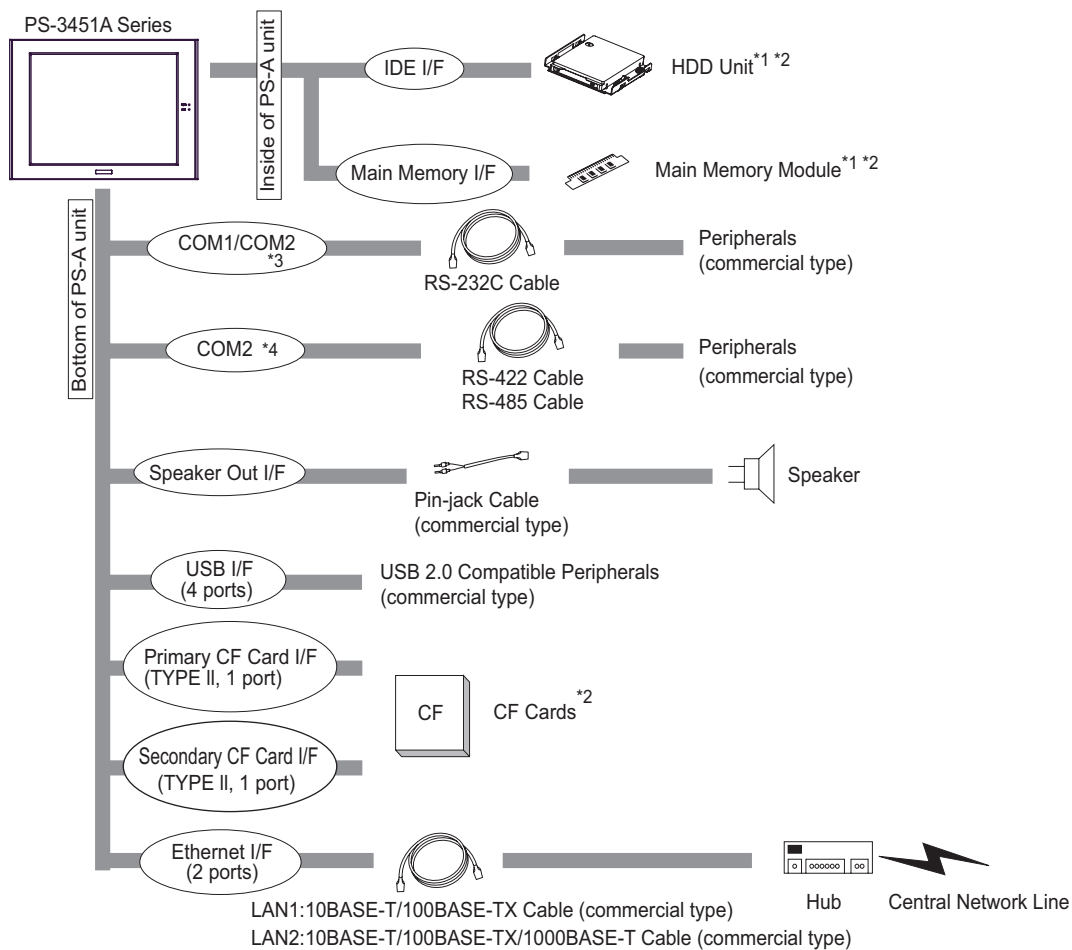 PS-3451A Series
Inside of PS-A unit
IDE I/F
HDD Unit*1 *2
Main Memory I/F
Main Memory Module*1 *2
Bottom of PS-A unit
COM1/COM2
*3
RS-232C Cable
Peripherals
(commercial type)
COM2 *4
RS-422 Cable
RS-485 Cable
Peripherals
(commercial type)
Speaker Out I/F
Pin-jack Cable
(commercial type)
Speaker
USB I/F
(4 ports)
USB 2.0 Compatible Peripherals
(commercial type)
Primary CF Card I/F
(TYPE II, 1 port)
CF
CF Cards*2
Secondary CF Card I/F
(TYPE II, 1 port)
Ethernet I/F
(2 ports)
Hub
Central Network Line
LAN1:10BASE-T/100BASE-TX Cable (commercial type)
LAN2:10BASE-T/100BASE-TX/1000BASE-T Cable (commercial type)